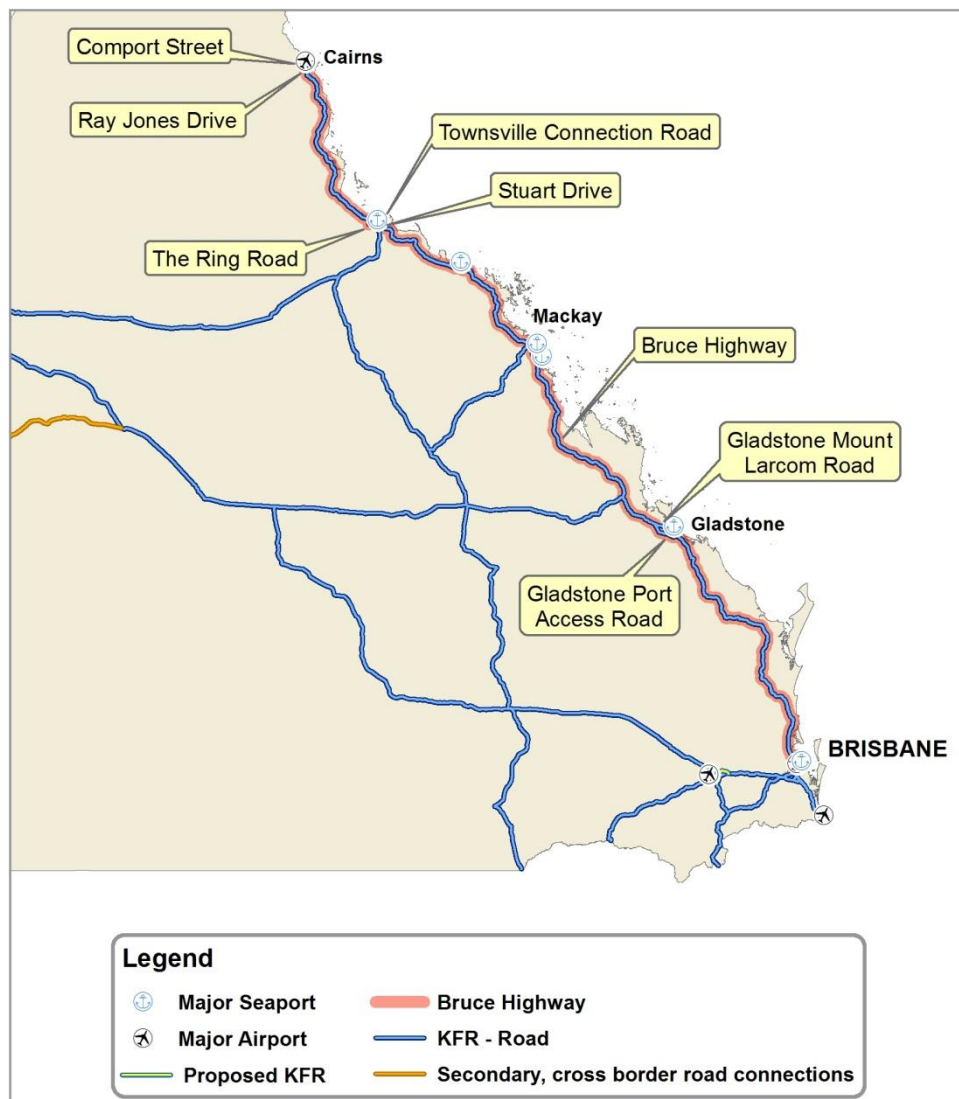 Comport Street
Cairns
Ray Jones Drive
Townsville Connection Road
Stuart Drive
The Ring Road
Mackay
Bruce Highway
Gladstone Mount
Larcom Road
Gladstone
Gladstone Port
Access Road
BRISBANE
Legend
Major Seaport
Bruce Highway
Major Airport
KFR - Road
Proposed KFR
Secondary, cross border road connections